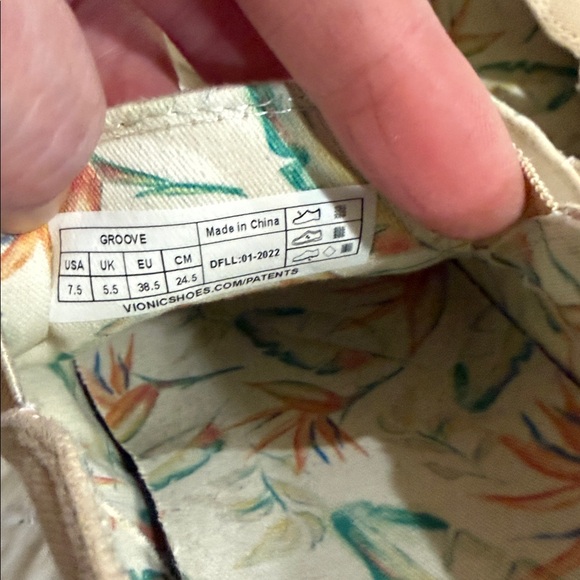 GROOVE Made in China
USA UK EU CM DFLL:01-2022
7.5 5.5 38.5 24.5
VIONICSHOES.COM/PATENTS